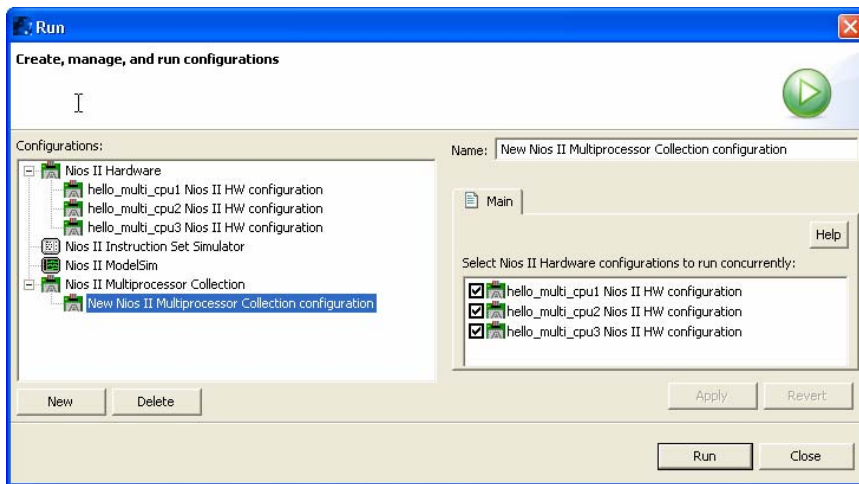 Run
Create, manage, and run configurations
Configurations:
Nios II Hardware
hello_multi_cpu1 Nios II HW configuration
hello_multi_cpu2 Nios II HW configuration
hello_multi_cpu3 Nios II HW configuration
Nios II Instruction Set Simulator
Nios II ModelSim
Nios II Multiprocessor Collection
New Nios II Multiprocessor Collection configuration
New
Delete
Name: New Nios II Multiprocessor Collection configuration
Main
Help
Select Nios II Hardware configurations to run concurrently:
hello_multi_cpu1 Nios II HW configuration
hello_multi_cpu2 Nios II HW configuration
hello_multi_cpu3 Nios II HW configuration
Apply
Revert
Run
Close